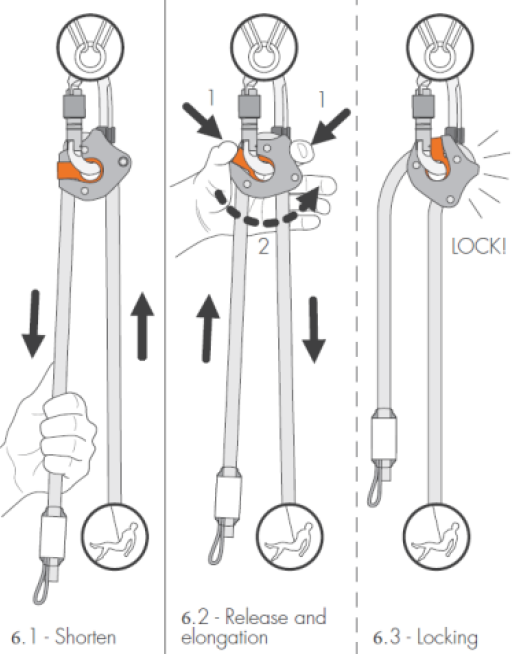 1
1
2
LOCK!
6.1 - Shorten
6.2 - Release and
elongation
6.3 - Locking